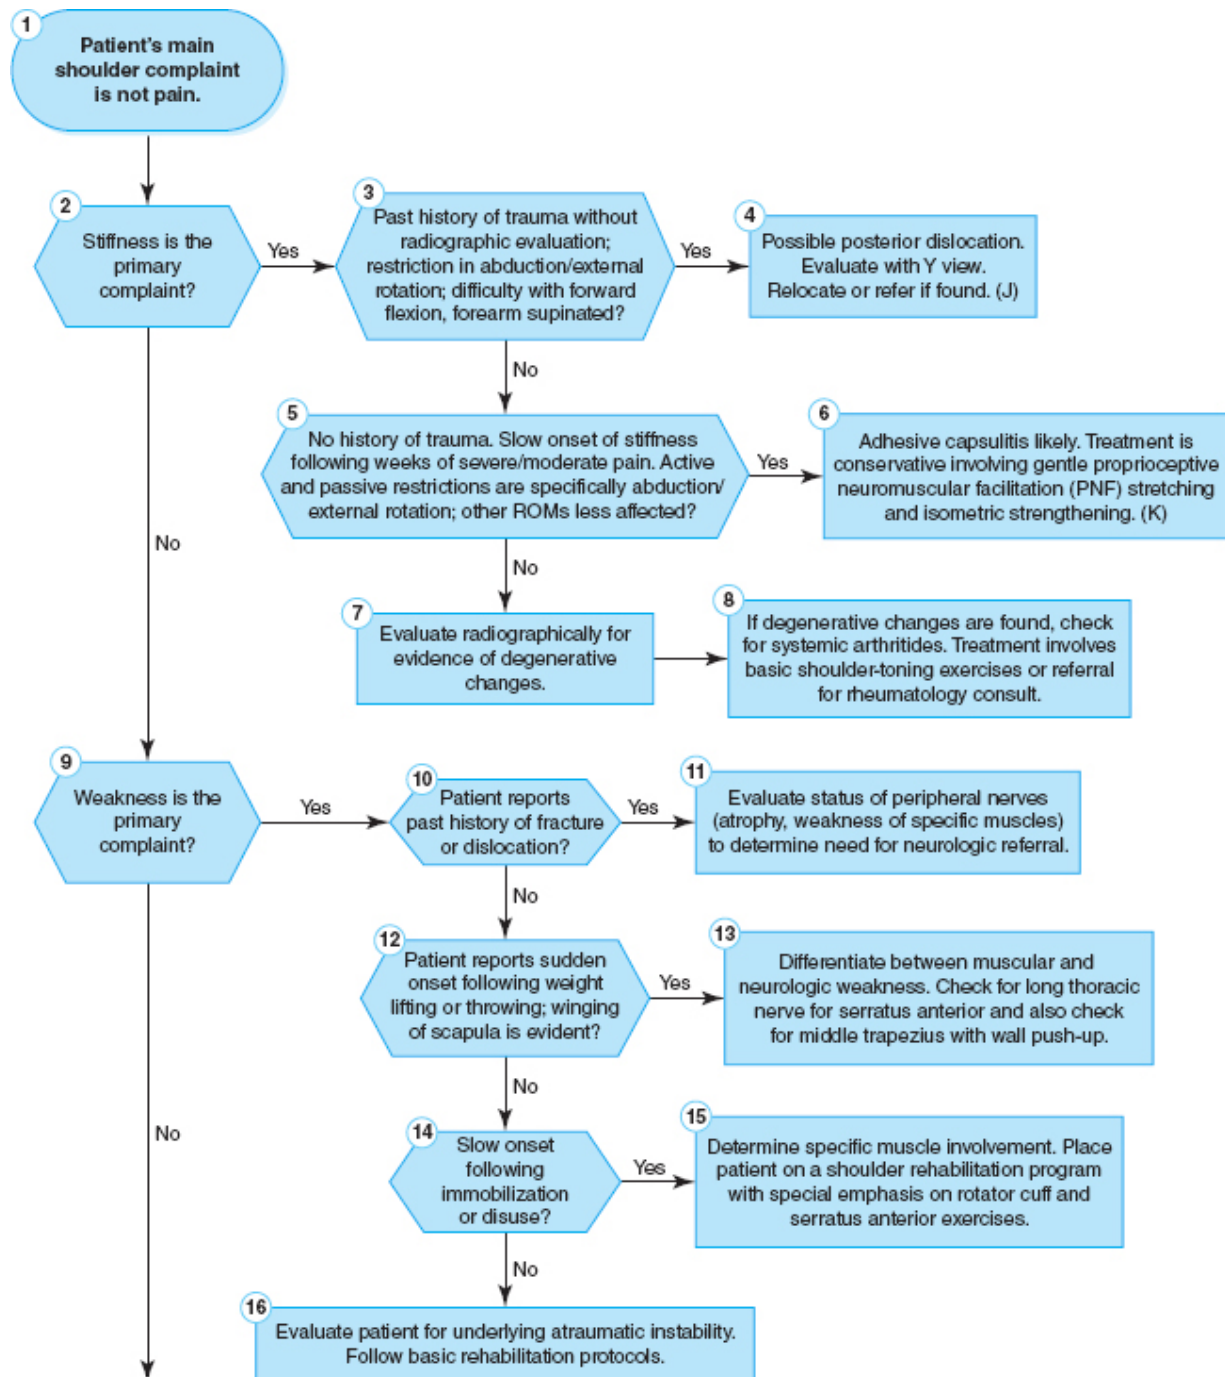 1
Patient's main
shoulder complaint
is not pain.
2
Stiffness is the
primary
complaint?
Yes
3
Past history of trauma without
radiographic evaluation;
restriction in abduction/external
rotation; difficulty with forward
flexion, forearm supinated?
Yes
4
Possible posterior dislocation.
Evaluate with Y view.
Relocate or refer if found. (J)
No
5
No history of trauma. Slow onset of stiffness
following weeks of severe/moderate pain. Active
and passive restrictions are specifically abduction/
external rotation; other ROMs less affected?
Yes
6
Adhesive capsulitis likely. Treatment is
conservative involving gentle proprioceptive
neuromuscular facilitation (PNF) stretching
and isometric strengthening. (K)
No
No
7
Evaluate radiographically for
evidence of degenerative
changes.
8
If degenerative changes are found, check
for systemic arthritides. Treatment involves
basic shoulder-toning exercises or referral
for rheumatology consult.
9
Weakness is the
primary
complaint?
Yes
10
Patient reports
past history of fracture
or dislocation?
Yes
11
Evaluate status of peripheral nerves
(atrophy, weakness of specific muscles)
to determine need for neurologic referral.
No
12
Patient reports sudden
onset following weight
lifting or throwing; winging
of scapula is evident?
Yes
13
Differentiate between muscular and
neurologic weakness. Check for long thoracic
nerve for serratus anterior and also check
for middle trapezius with wall push-up.
No
No
14
Slow onset
following
immobilization
or disuse?
Yes
15
Determine specific muscle involvement. Place
patient on a shoulder rehabilitation program
with special emphasis on rotator cuff and
serratus anterior exercises.
No
16
Evaluate patient for underlying atraumatic instability.
Follow basic rehabilitation protocols.